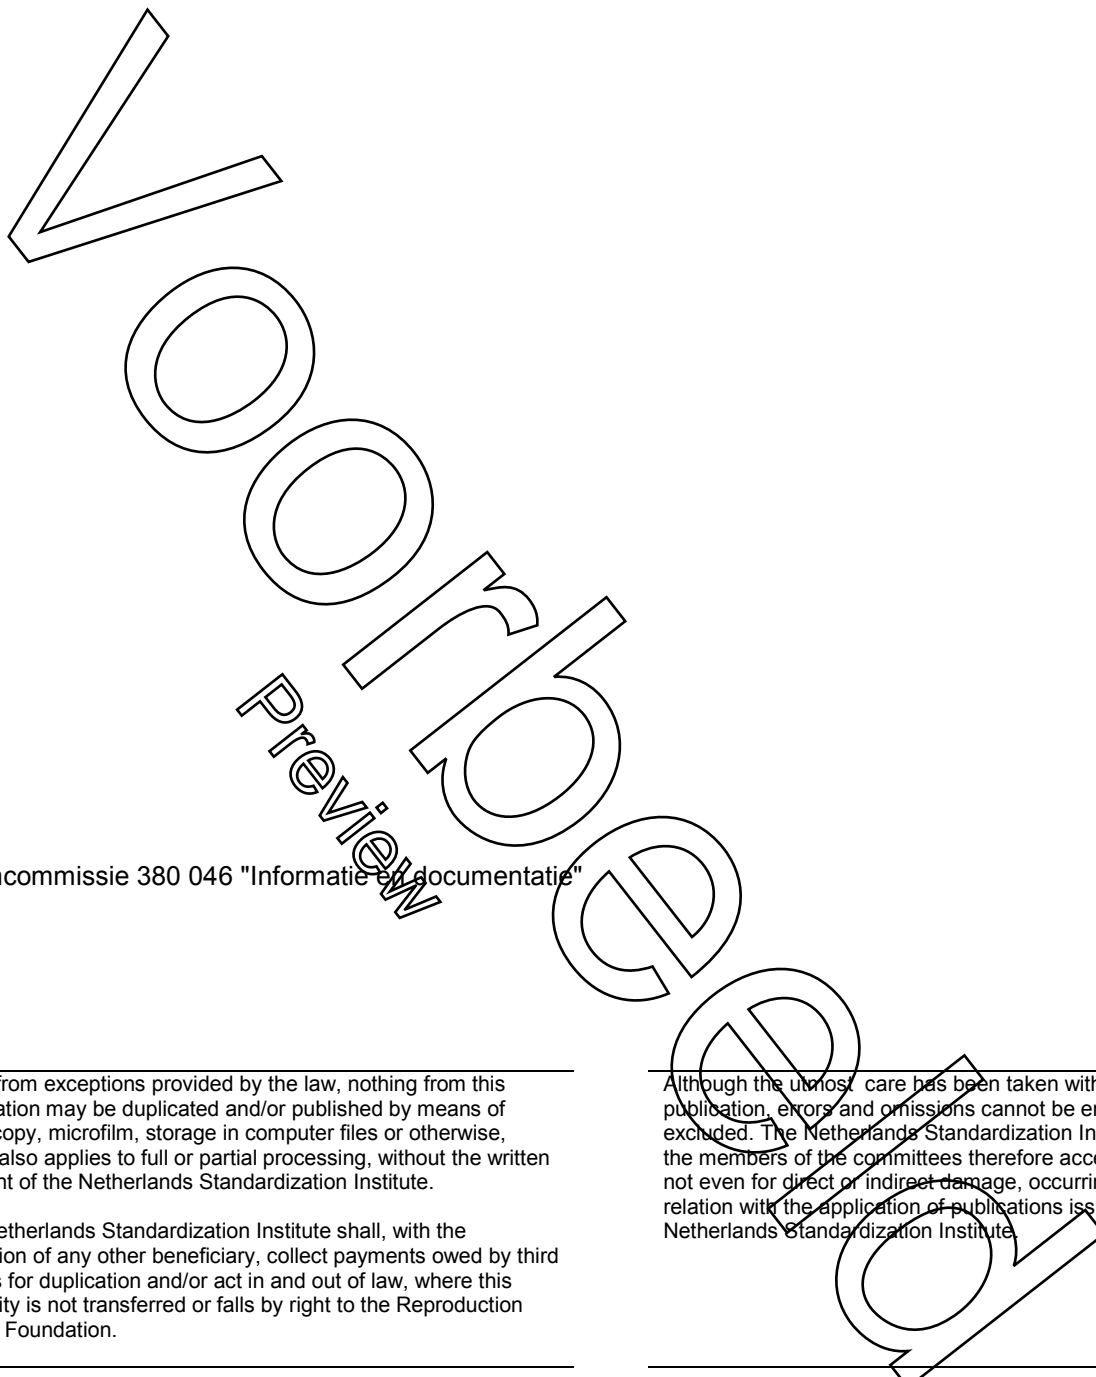 Voorbeeld
Preview
commissie 380 046 "Informatie en documentatie"
from exceptions provided by the law, nothing from this
ation may be duplicated and/or published by means of
copy, microfilm, storage in computer files or otherwise,
also applies to full or partial processing, without the written
nt of the Netherlands Standardization Institute.
etherlands Standardization Institute shall, with the
ion of any other beneficiary, collect payments owed by third
s for duplication and/or act in and out of law, where this
ity is not transferred or falls by right to the Reproduction
Foundation.
Although the utmost care has been taken with
publication, errors and omissions cannot be en
excluded. The Netherlands Standardization In
the members of the committees therefore acce
not even for direct or indirect damage, occurrin
relation with the application of publications iss
Netherlands Standardization Institute.